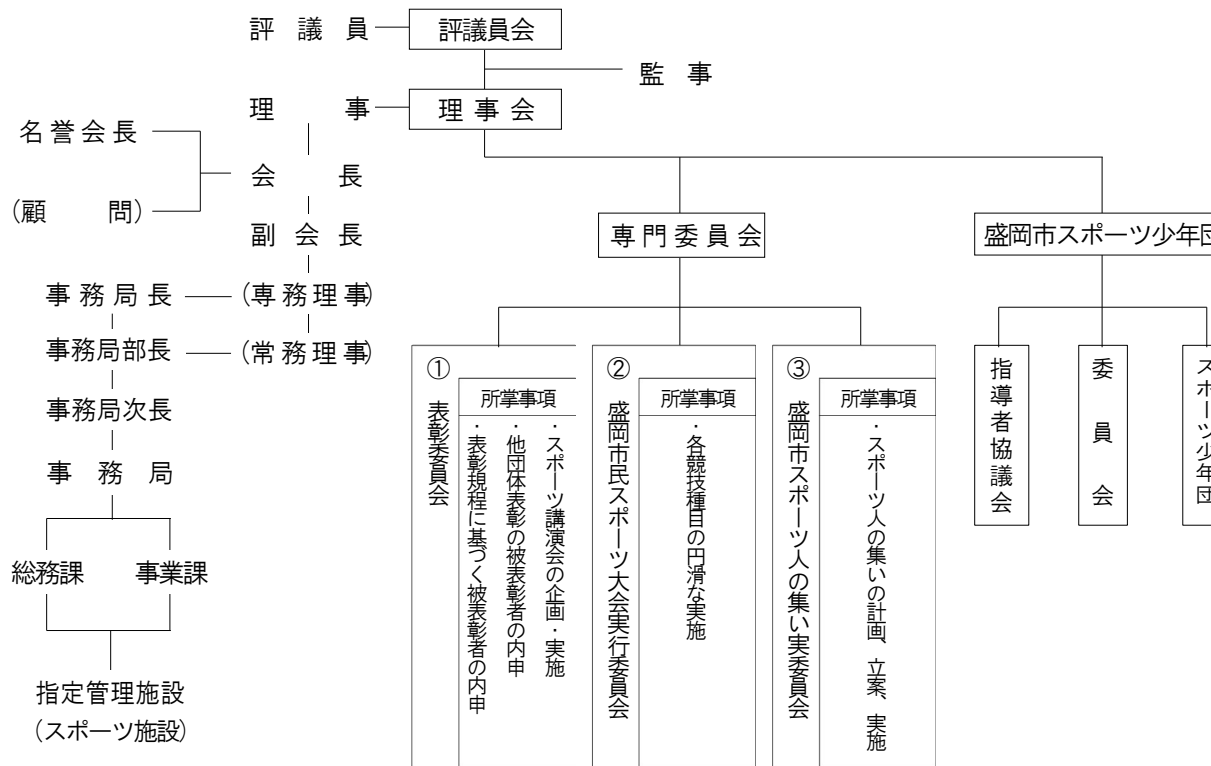 評議員
評議員会
監事
理事
理事会
名誉会長
会長
(顧問)
副会長
専門委員会
盛岡市スポーツ少年団
事務局長
(専務理事)
事務局部長
(常務理事)
事務局次長
事務局
総務課
事業課
指定管理施設
(スポーツ施設)
①
表彰委員会
所掌事項
・スポーツ講演会の企画・実施
・他団体表彰の被表彰者の内申
・表彰規程に基づく被表彰者の内申
②
盛岡市民スポーツ大会実行委員会
所掌事項
・各競技種目の円滑な実施
③
盛岡市スポーツ人の集い実委員会
所掌事項
・スポーツ人の集いの計画、立案、実施
指導者協議会
委員会
スポーツ少年団